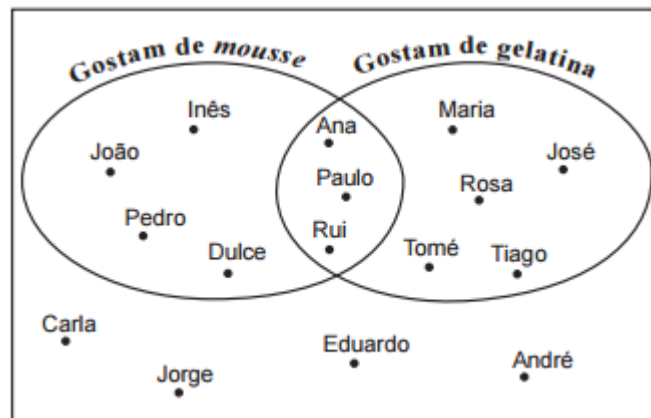 Gostam de mousse
Gostam de gelatina
Inês
Ana
Maria
João
José
Paulo
Rosa
Pedro
Rui
Dulce
Tomé
Tiago
Carla
Eduardo
Jorge
André